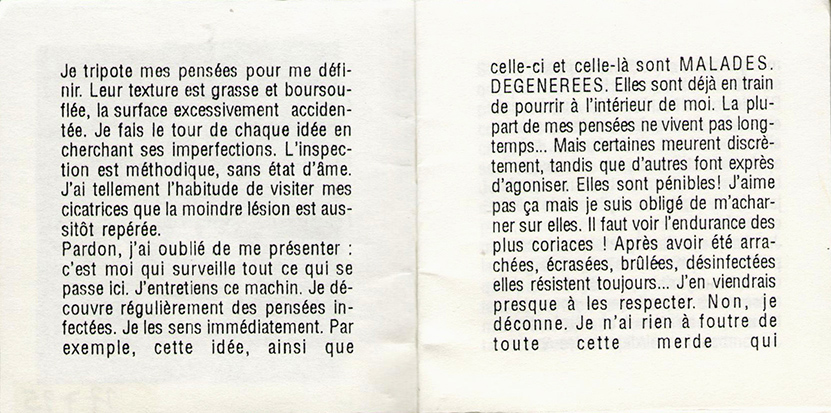 Je tripote mes pensées pour me défi-
nir. Leur texture est grasse et boursou-
flée, la surface excessivement acciden-
tée. Je fais le tour de chaque idée en
cherchant ses imperfections. L'inspec-
tion est méthodique, sans état d'âme.
J'ai tellement l'habitude de visiter mes
cicatrices que la moindre lésion est aus-
sitôt repérée.
Pardon, j'ai oublié de me présenter :
c'est moi qui surveille tout ce qui se
passe ici. J'entretiens ce machin. Je dé-
couvre régulièrement des pensées in-
fectées. Je les sens immédiatement. Par
exemple, cette idée, ainsi que
celle-ci et celle-là sont MALADES.
DEGENEREES. Elles sont déjà en train
de pourrir à l'intérieur de moi. La plu-
part de mes pensées ne vivent pas long-
temps... Mais certaines meurent discrè-
tement, tandis que d'autres font exprès
d'agoniser. Elles sont pénibles! J'aime
pas ça mais je suis obligé de m'achar-
ner sur elles. Il faut voir l'endurance des
plus coriaces ! Après avoir été arra-
chées, écrasées, brûlées, désinfectées
elles résistent toujours... J'en viendrais
presque à les respecter. Non, je
déconne. Je n'ai rien à foutre de
toute cette merde qui